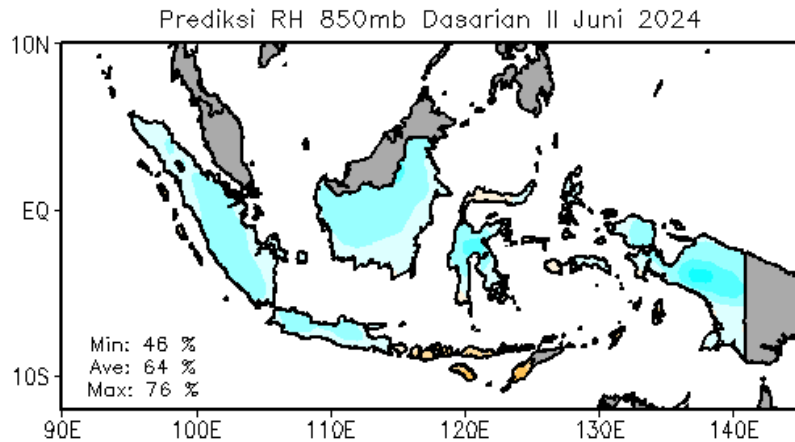 Prediksi RH 850mb Dasarian II Juni 2024
10N
EQ
10S
Min: 46 %
Ave: 64 %
Max: 76 %
90E 100E 110E 120E 130E 140E